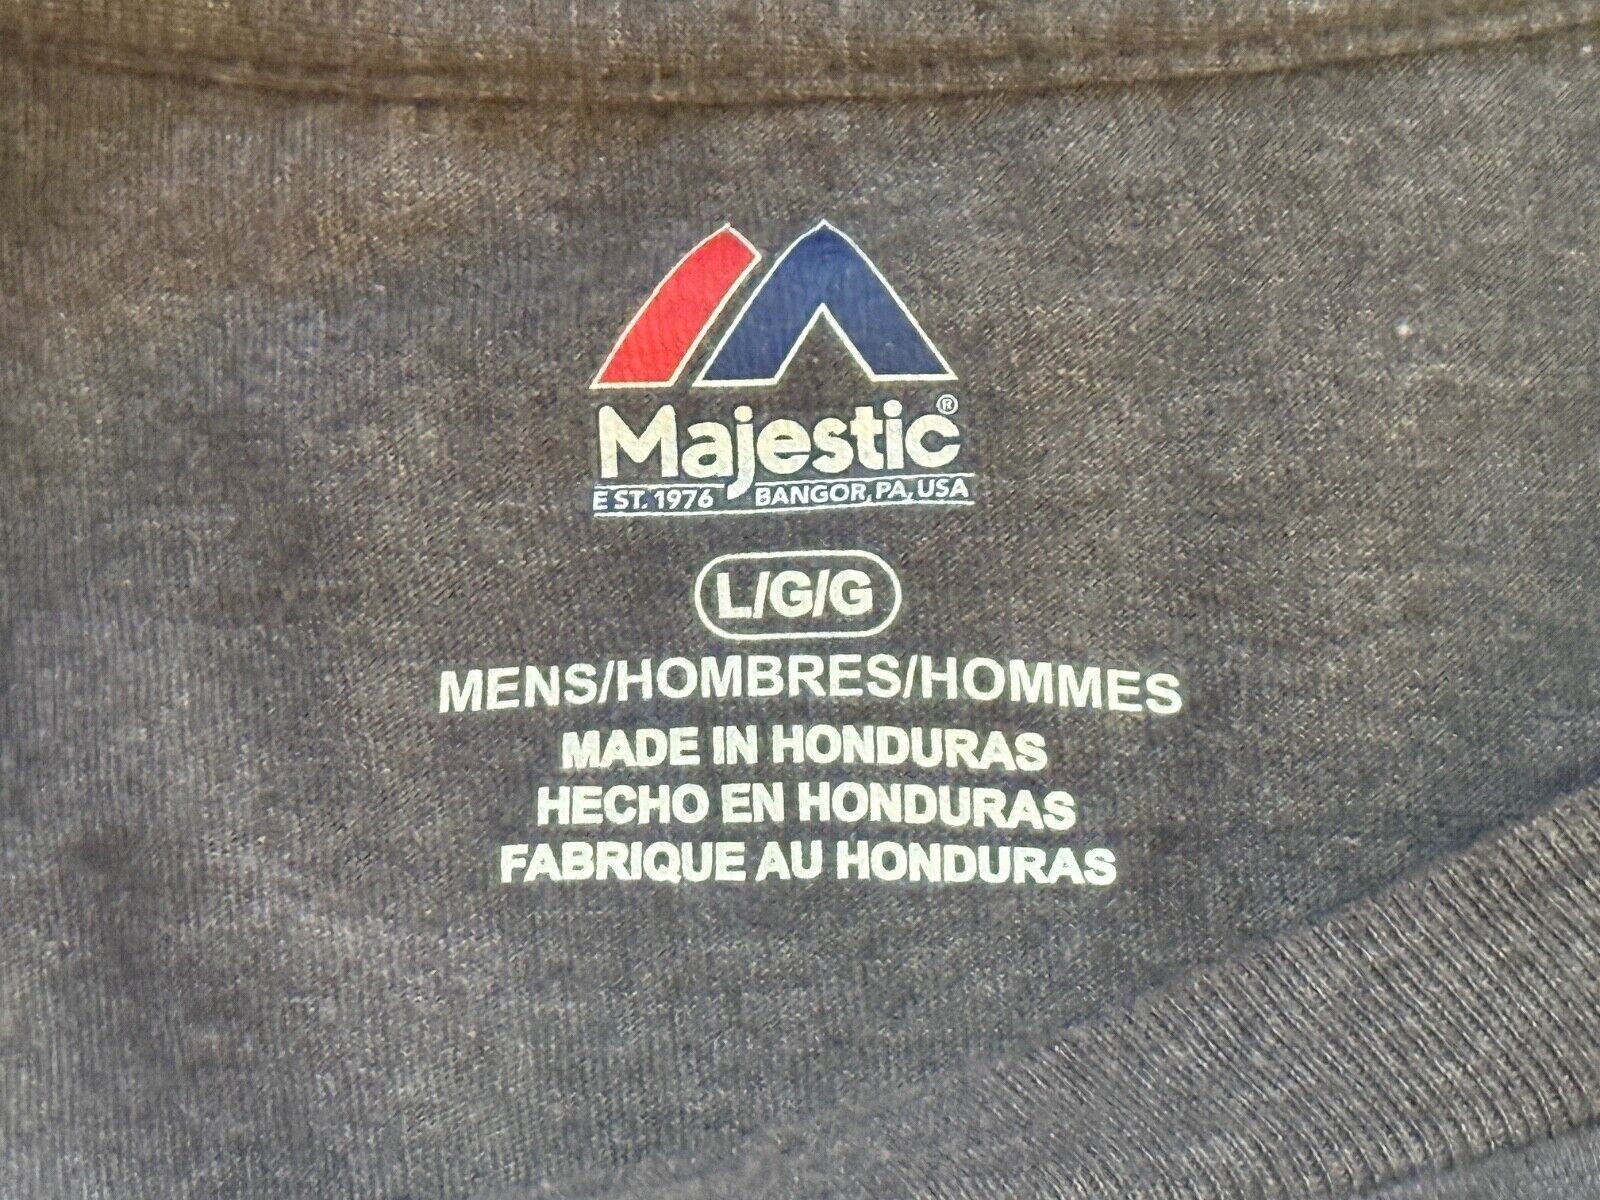 Majestic®
EST. 1976 BANGOR, PA, USA
L/G/G
MENS/HOMBRES/HOMMES
MADE IN HONDURAS
HECHO EN HONDURAS
FABRIQUE AU HONDURAS